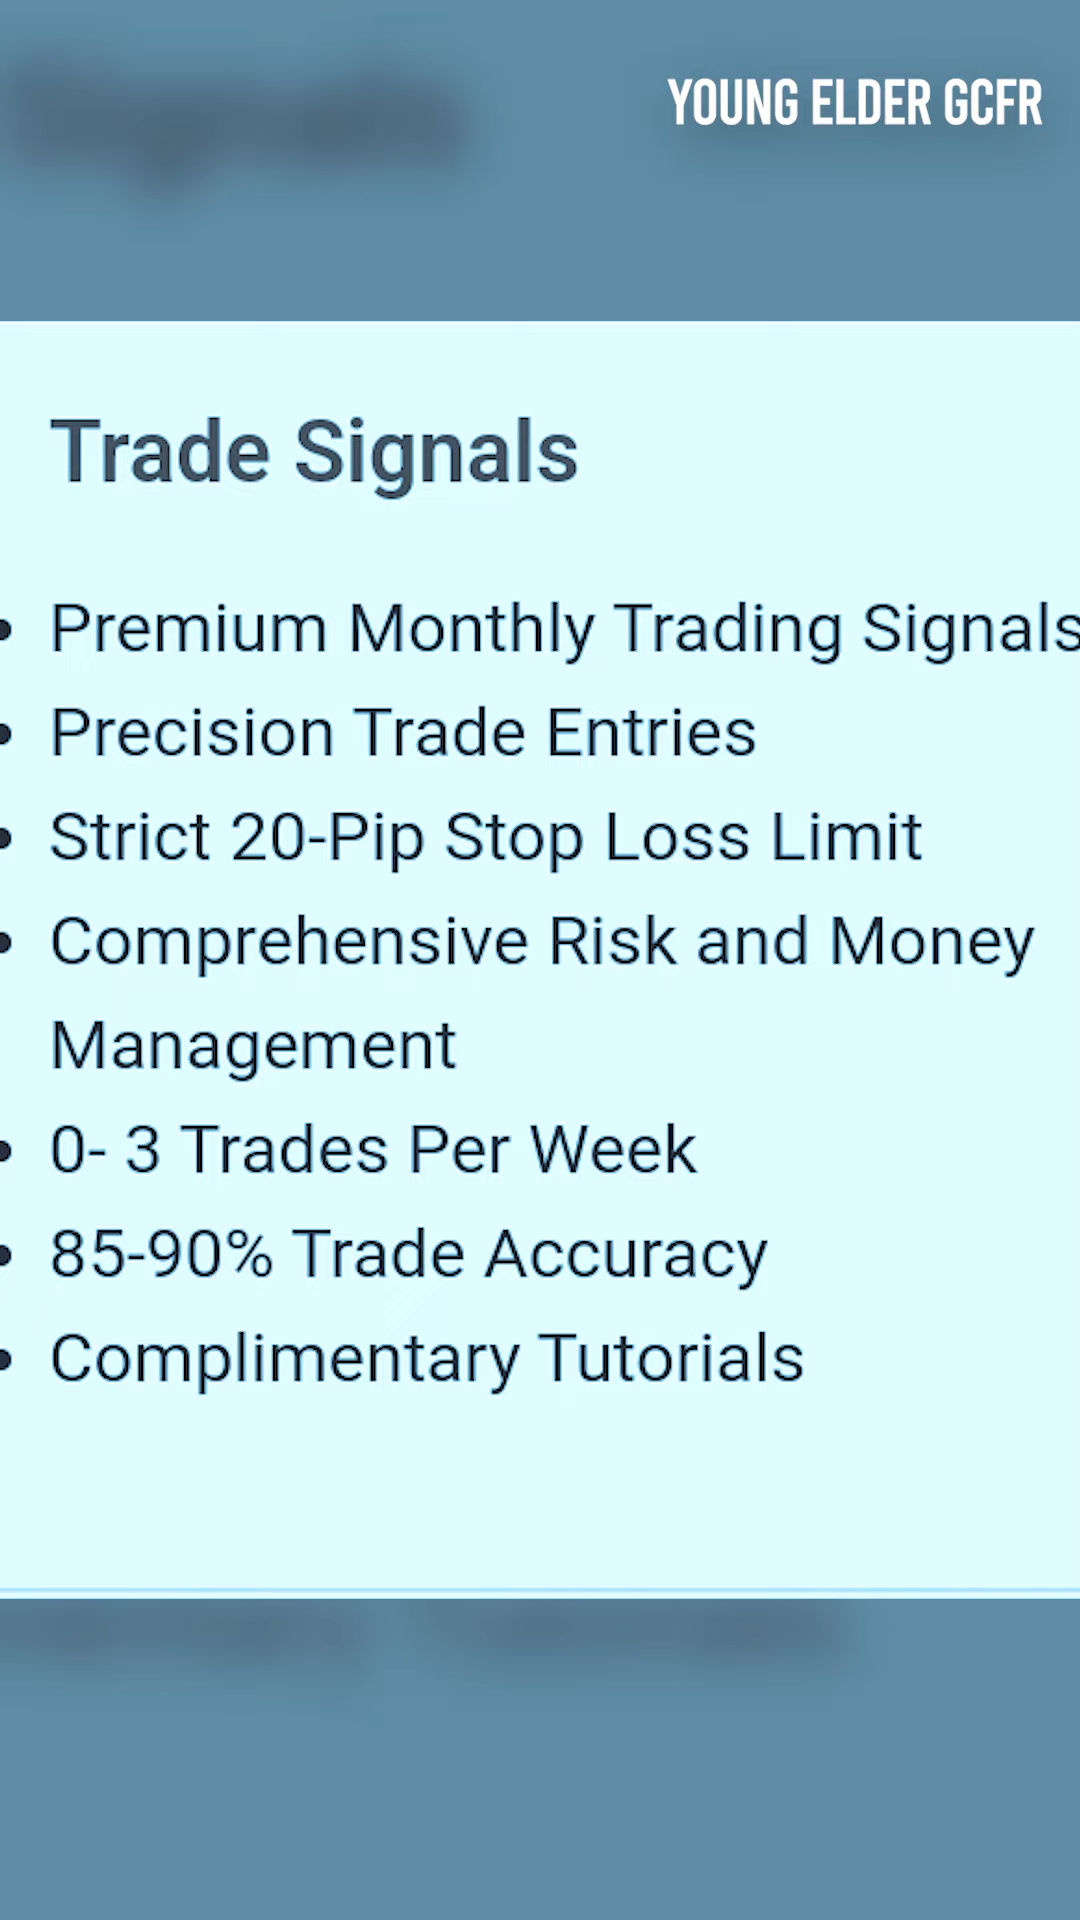 YOUNG ELDER GCFR
Trade Signals
• Premium Monthly Trading Signals
• Precision Trade Entries
• Strict 20-Pip Stop Loss Limit
• Comprehensive Risk and Money
Management
• 0- 3 Trades Per Week
• 85-90% Trade Accuracy
• Complimentary Tutorials